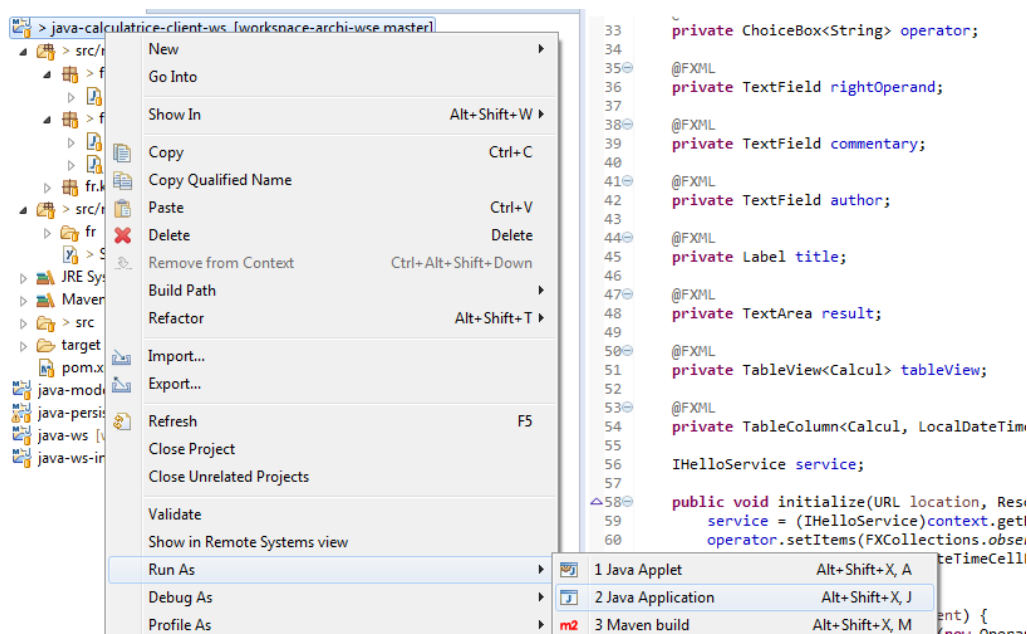 > java-calculatrice-client-ws [workspace-archi-wse master]
> src/
> f
> f
fr.k
> src/r
fr
> S
JRE Sys
Maven
> src
target
pom.x
java-mode
java-persis
java-ws
java-ws-in
New
Go Into
Show In Alt+Shift+W
Copy Ctrl+C
Copy Qualified Name
Paste Ctrl+V
Delete Delete
Remove from Context Ctrl+Alt+Shift+Down
Build Path
Refactor Alt+Shift+T
Import...
Export...
Refresh F5
Close Project
Close Unrelated Projects
Validate
Show in Remote Systems view
Run As
Debug As
Profile As
1 Java Applet Alt+Shift+X, A
2 Java Application Alt+Shift+X, J
m2 3 Maven build Alt+Shift+X, M
33 private ChoiceBox<String> operator;
34
35 @FXML
36 private TextField rightOperand;
37
38 @FXML
39 private TextField commentary;
40
41 @FXML
42 private TextField author;
43
44 @FXML
45 private Label title;
46
47 @FXML
48 private TextArea result;
49
50 @FXML
51 private TableView<Calcul> tableView;
52
53 @FXML
54 private TableColumn<Calcul, LocalDateTime
55
56 IHelloService service;
57
58 public void initialize(URL location, Reso
59 service = (IHelloService)context.get
60 operator.setItems(FXCollections.obser
teTimeCell
ent) {
(new Opera